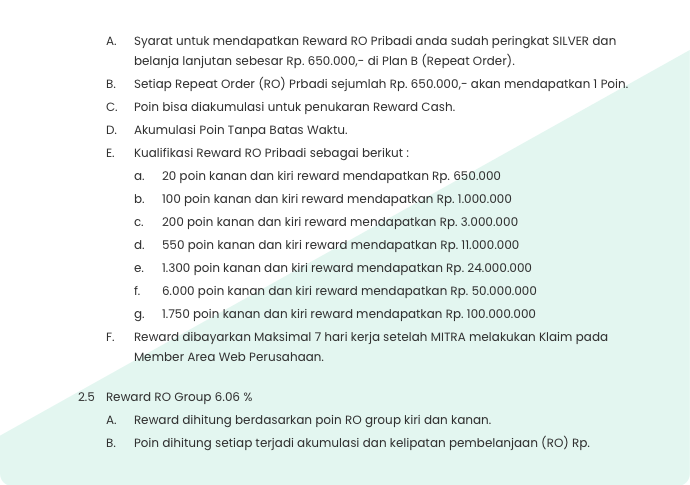 A. Syarat untuk mendapatkan Reward RO Pribadi anda sudah peringkat SILVER dan
belanja lanjutan sebesar Rp. 650.000,- di Plan B (Repeat Order).
B. Setiap Repeat Order (RO) Prbadi sejumlah Rp. 650.000,- akan mendapatkan 1 Poin.
C. Poin bisa diakumulasi untuk penukaran Reward Cash.
D. Akumulasi Poin Tanpa Batas Waktu.
E. Kualifikasi Reward RO Pribadi sebagai berikut :
a. 20 poin kanan dan kiri reward mendapatkan Rp. 650.000
b. 100 poin kanan dan kiri reward mendapatkan Rp. 1.000.000
c. 200 poin kanan dan kiri reward mendapatkan Rp. 3.000.000
d. 550 poin kanan dan kiri reward mendapatkan Rp. 11.000.000
e. 1.300 poin kanan dan kiri reward mendapatkan Rp. 24.000.000
f. 6.000 poin kanan dan kiri reward mendapatkan Rp. 50.000.000
g. 1.750 poin kanan dan kiri reward mendapatkan Rp. 100.000.000
F. Reward dibayarkan Maksimal 7 hari kerja setelah MITRA melakukan Klaim pada
Member Area Web Perusahaan.
2.5 Reward RO Group 6.06 %
A. Reward dihitung berdasarkan poin RO group kiri dan kanan.
B. Poin dihitung setiap terjadi akumulasi dan kelipatan pembelanjaan (RO) Rp.